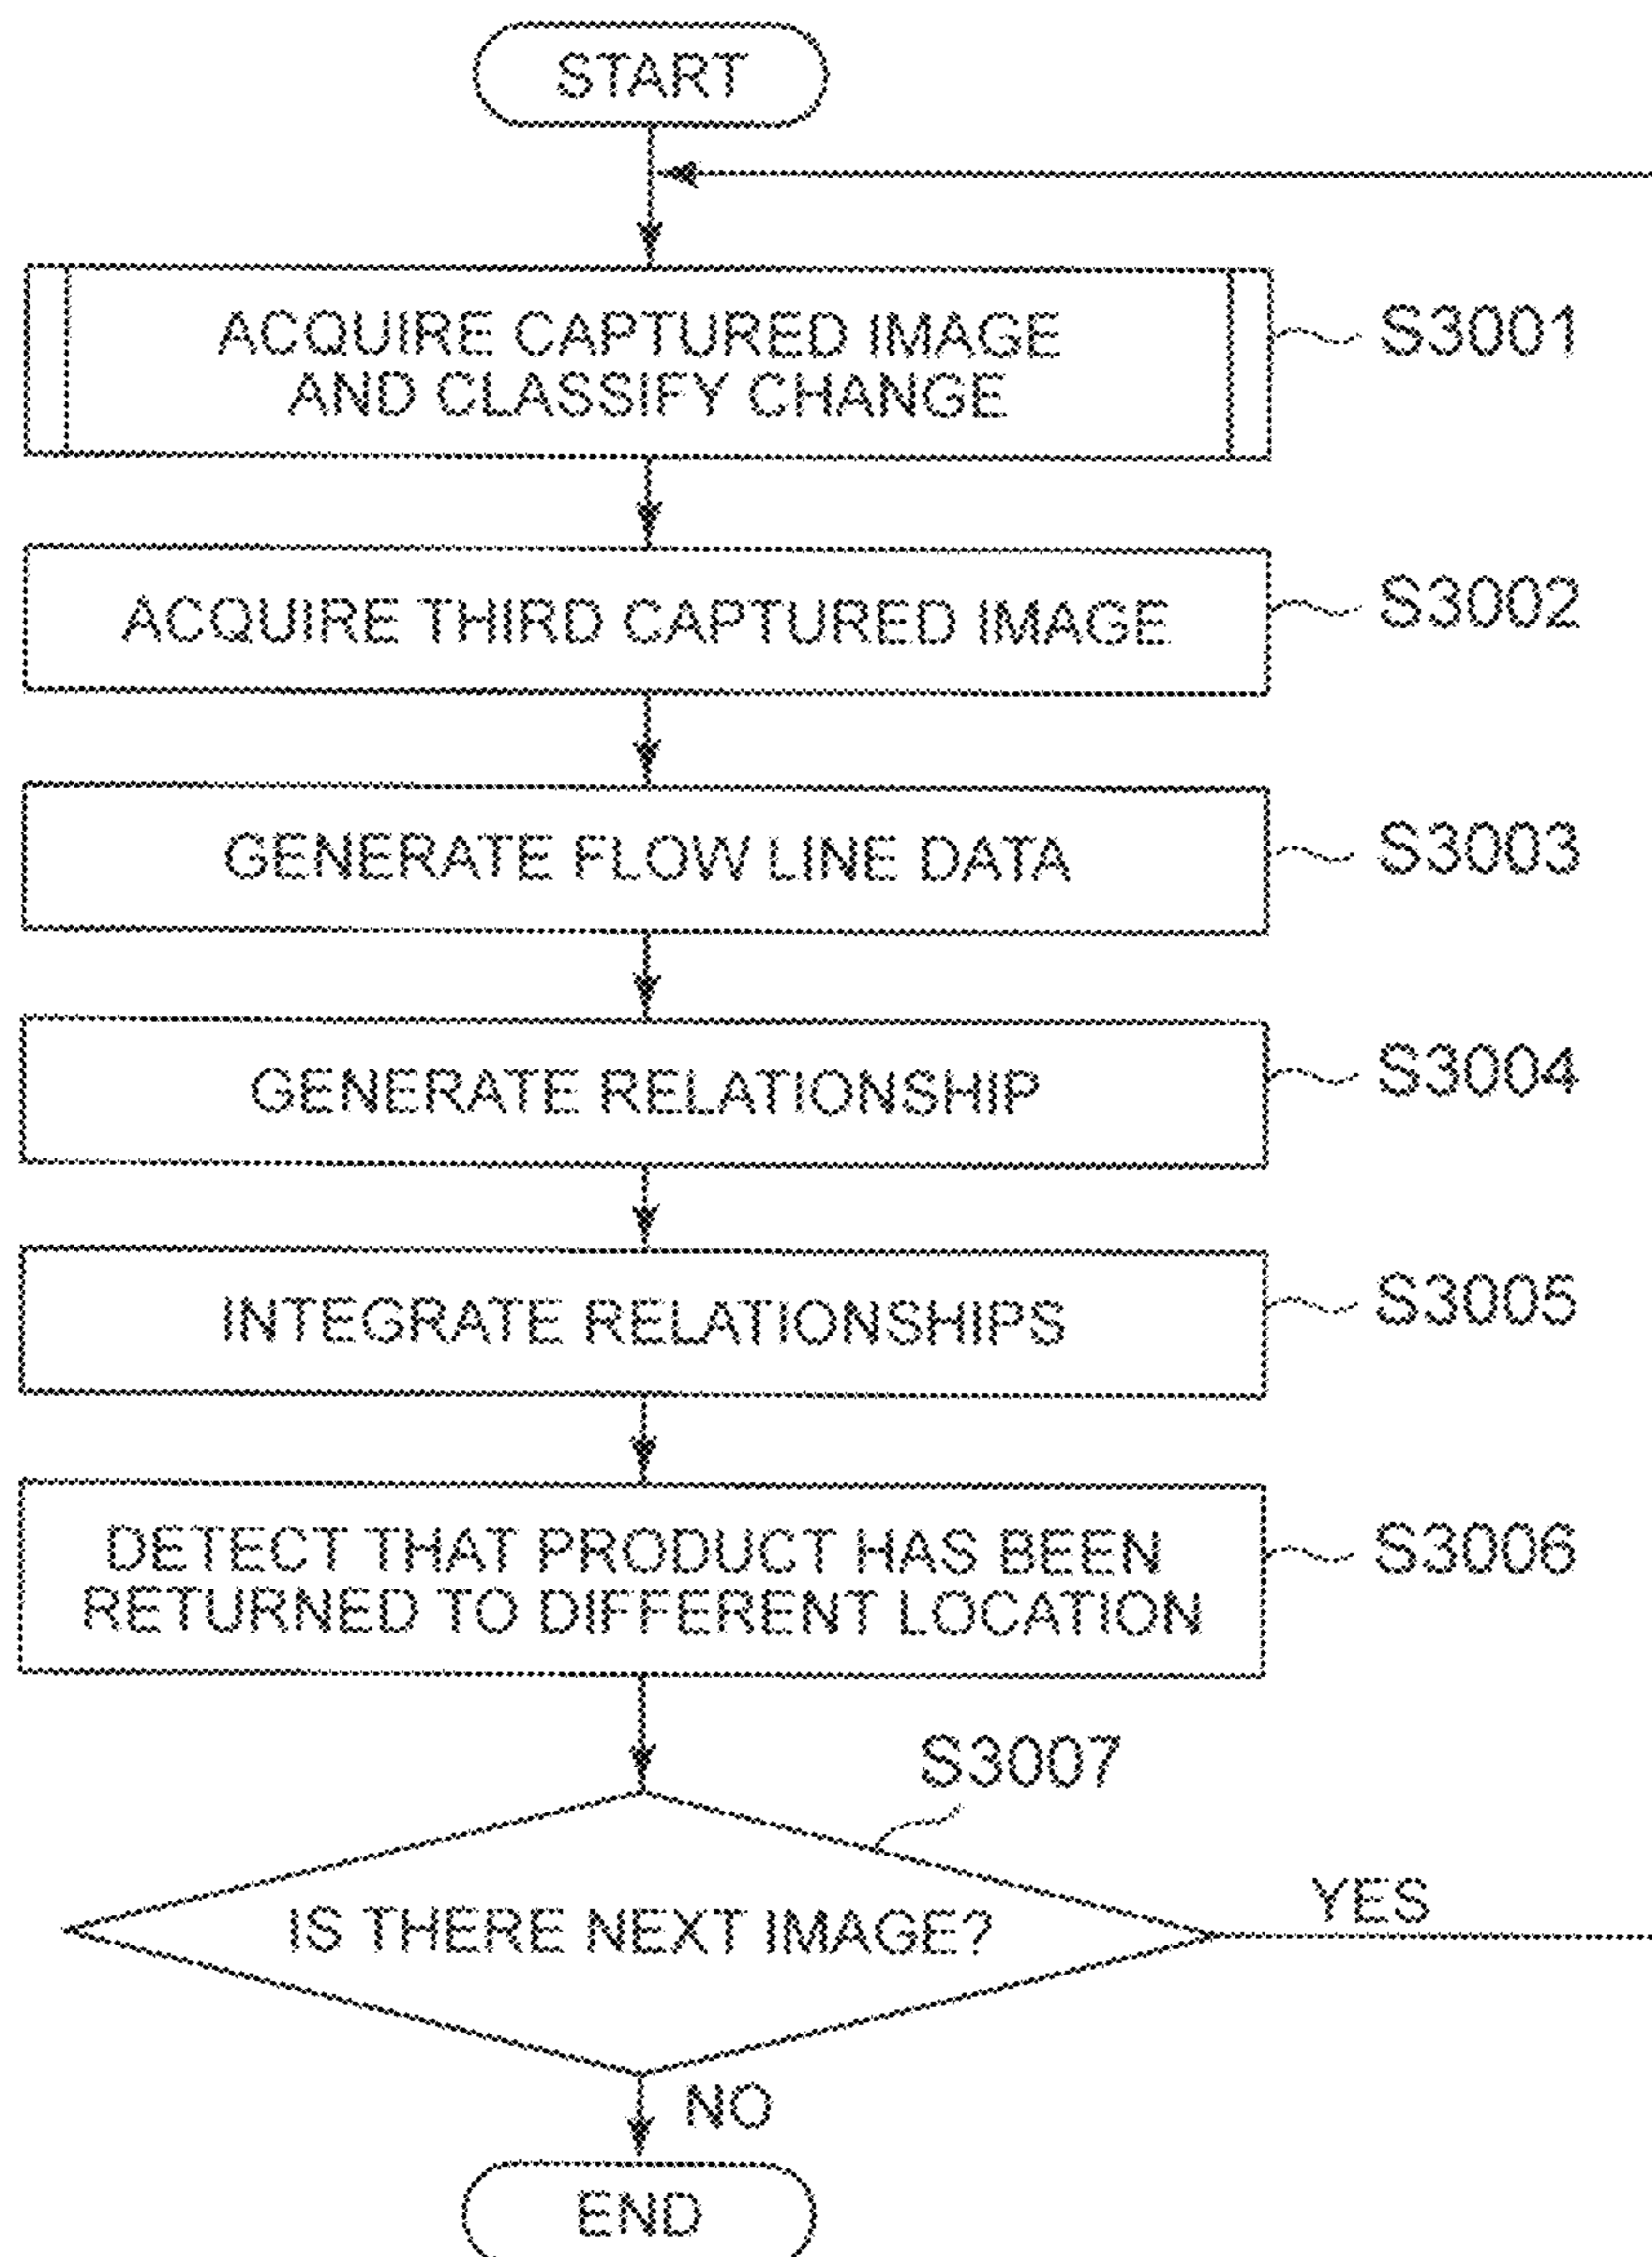 START
ACQUIRE CAPTURED IMAGE
AND CLASSIFY CHANGE
S3001
ACQUIRE THIRD CAPTURED IMAGE
S3002
GENERATE FLOW LINE DATA
S3003
GENERATE RELATIONSHIP
S3004
INTEGRATE RELATIONSHIPS
S3005
DETECT THAT PRODUCT HAS BEEN
RETURNED TO DIFFERENT LOCATION
S3006
S3007
IS THERE NEXT IMAGE?
YES
NO
END